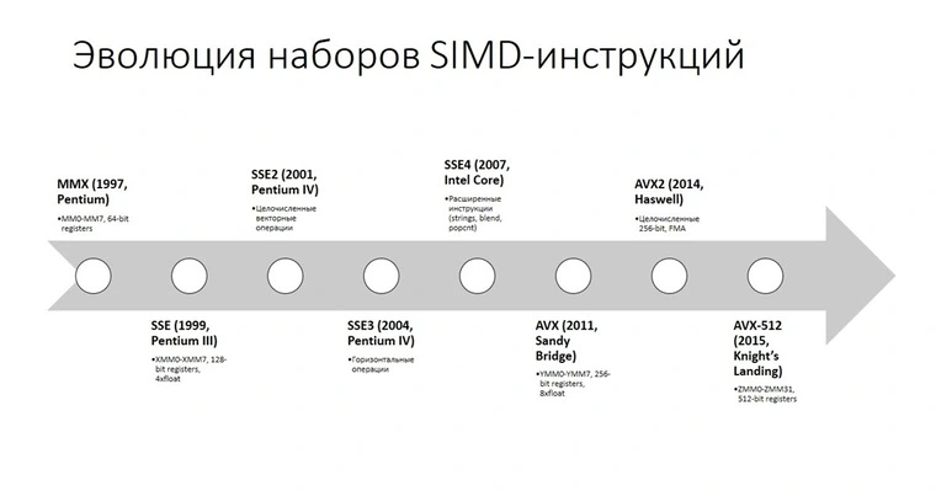 Эволюция наборов SIMD-инструкций
MMX (1997,
Pentium)
•MM0-MM7, 64-bit
registers
SSE (1999,
Pentium III)
•XMM0-XMM7, 128-
bit registers,
4xfloat
SSE2 (2001,
Pentium IV)
•Целочисленные
векторные
операции
SSE3 (2004,
Pentium IV)
•Горизонтальные
операции
SSE4 (2007,
Intel Core)
•Расширенные
инструкции
(strings, blend,
popcnt)
AVX (2011,
Sandy
Bridge)
•YMM0-YMM7, 256-
bit registers,
8xfloat
AVX2 (2014,
Haswell)
•Целочисленные
256-bit, FMA
AVX-512
(2015,
Knight’s
Landing)
•ZMM0-ZMM31,
512-bit registers